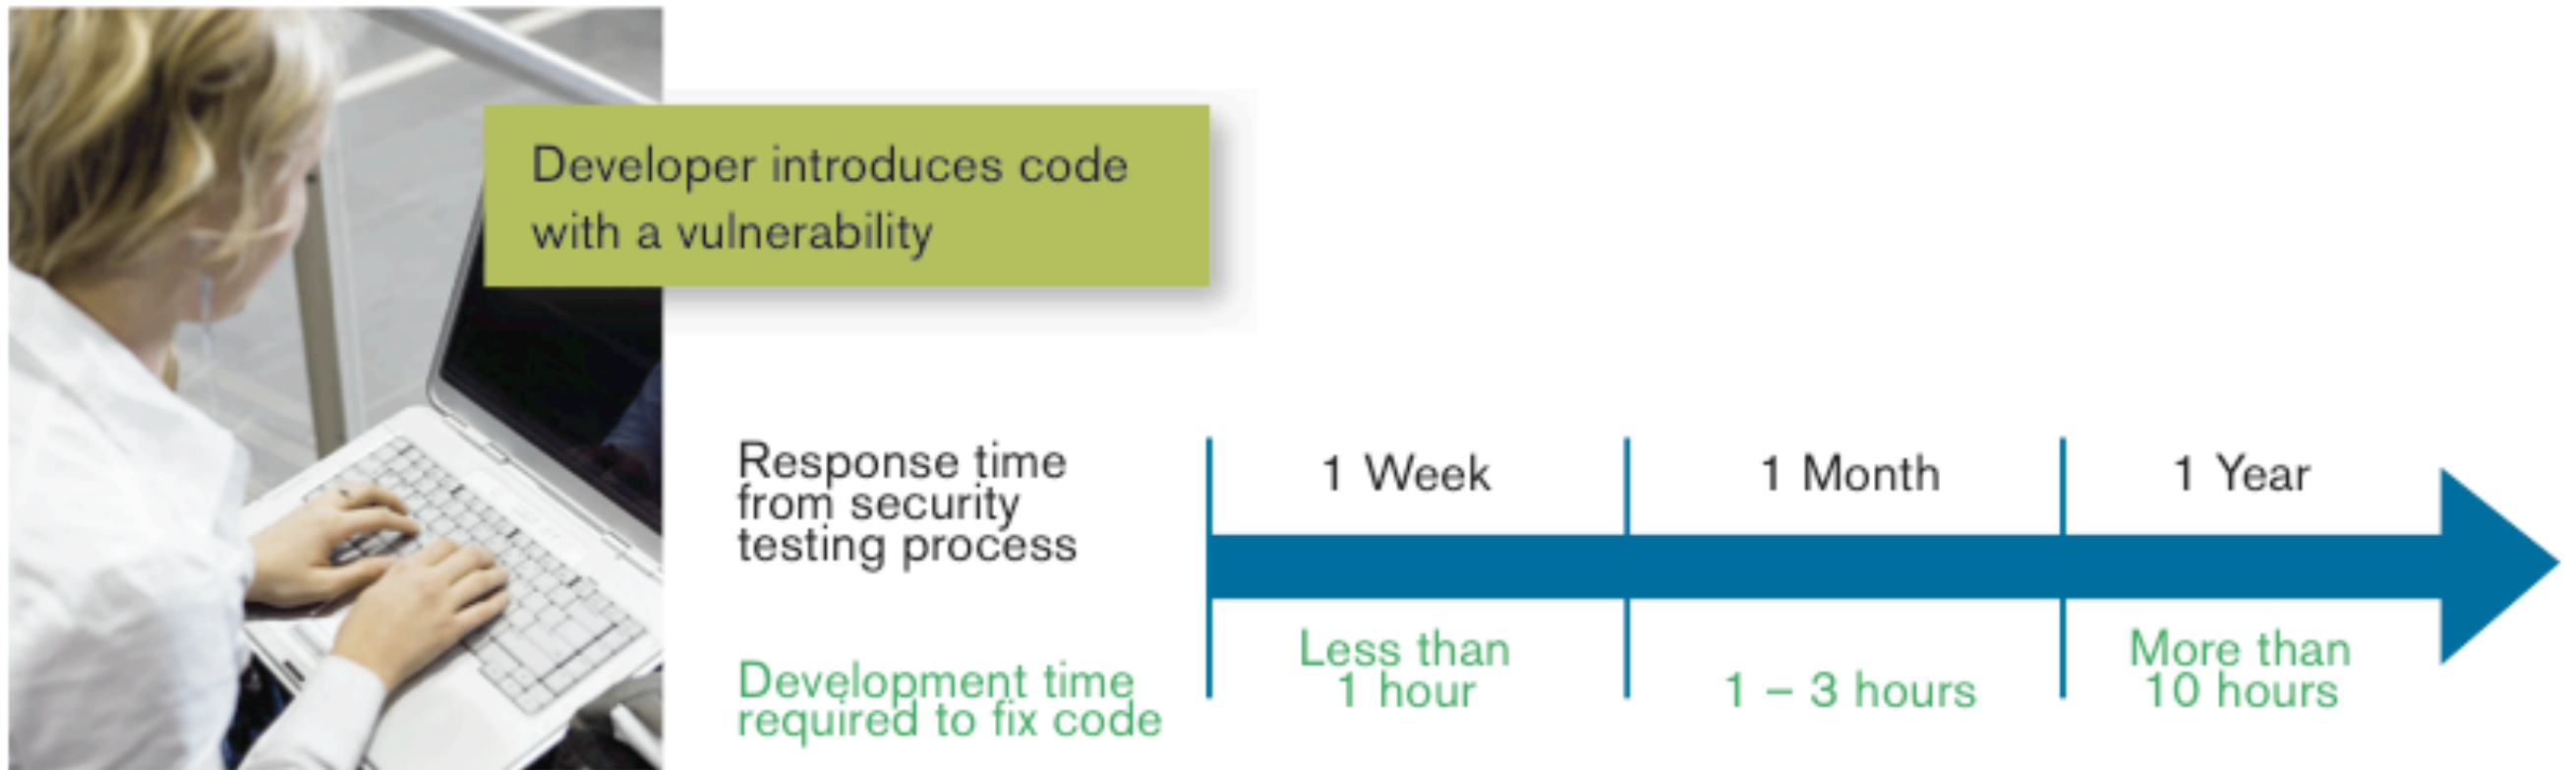 Developer introduces code
with a vulnerability
Response time
from security
testing process
1 Week
1 Month
1 Year
Development time
required to fix code
Less than
1 hour
1 – 3 hours
More than
10 hours